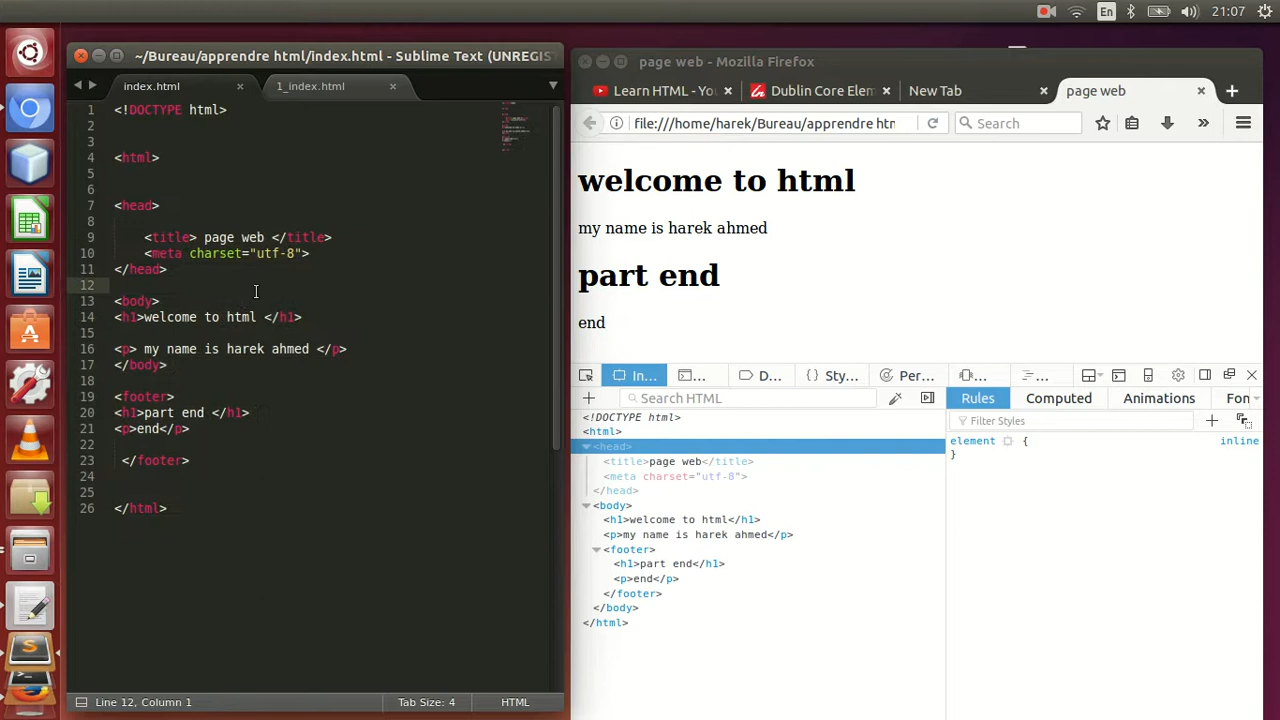 En
21:07
~/Bureau/apprendre html/index.html - Sublime Text (UNREGIS
index.html
1_index.html
1 <!DOCTYPE html>
2
3
4 <html>
5
6
7 <head>
8
9 <title> page web </title>
10 <meta charset="utf-8">
11 </head>
12
13 <body>
14 <h1>welcome to html </h1>
15
16 <p> my name is harek ahmed </p>
17 </body>
18
19 <footer>
20 <h1>part end </h1>
21 <p>end</p>
22
23 </footer>
24
25
26 </html>
Line 12, Column 1
Tab Size: 4
HTML
page web - Mozilla Firefox
Learn HTML - Yo
Dublin Core Elem
New Tab
page web
file:///home/harek/Bureau/apprendre htn
Search
welcome to html
my name is harek ahmed
part end
end
In...
D...
Sty...
Per...
Search HTML
Rules
Computed
Animations
Fon
Filter Styles
<!DOCTYPE html>
<html>
<head>
<title>page web</title>
<meta charset="utf-8">
</head>
<body>
<h1>welcome to html</h1>
<p>my name is harek ahmed</p>
<footer>
<h1>part end</h1>
<p>end</p>
</footer>
</body>
</html>
element {
inline
}